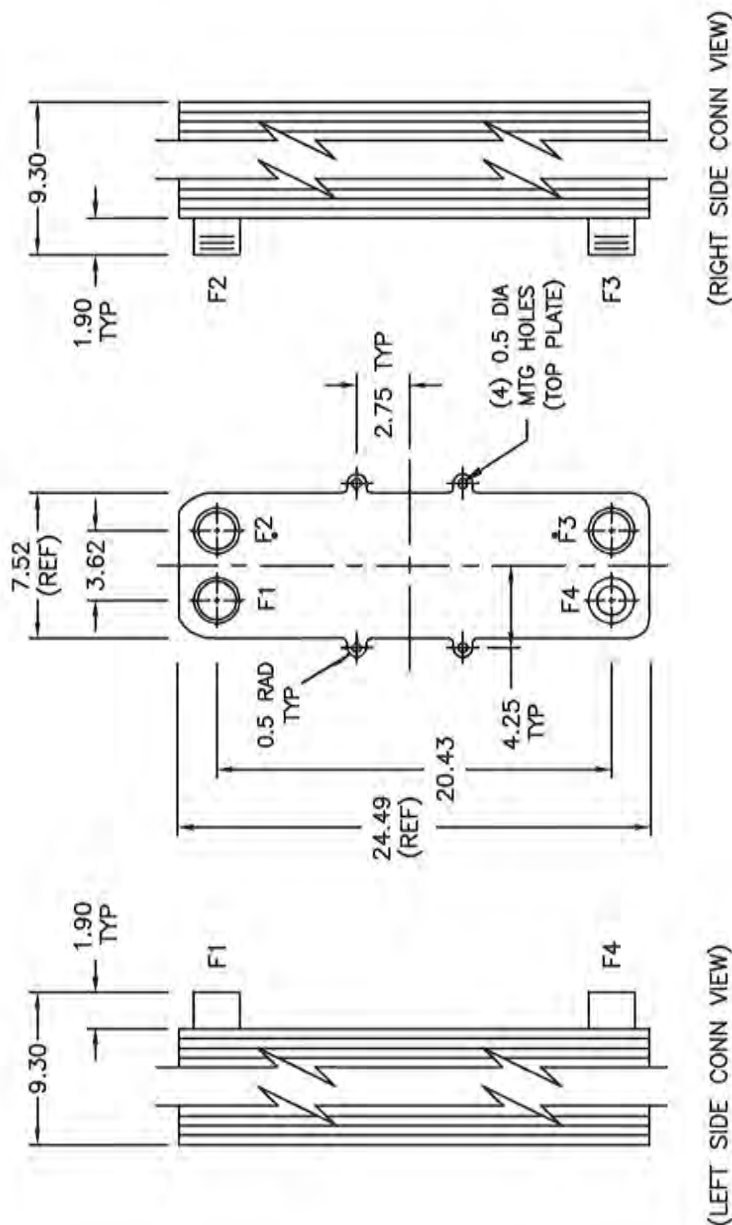 9.30
1.90
TYP
F1
F4
(LEFT SIDE CONN VIEW)
7.52
(REF)
3.62
F1
F2
F4
F3
0.5 RAD
TYP
2.75 TYP
(4) 0.5 DIA
MTG HOLES
(TOP PLATE)
4.25
TYP
20.43
24.49
(REF)
9.30
1.90
TYP
F2
F3
(RIGHT SIDE CONN VIEW)